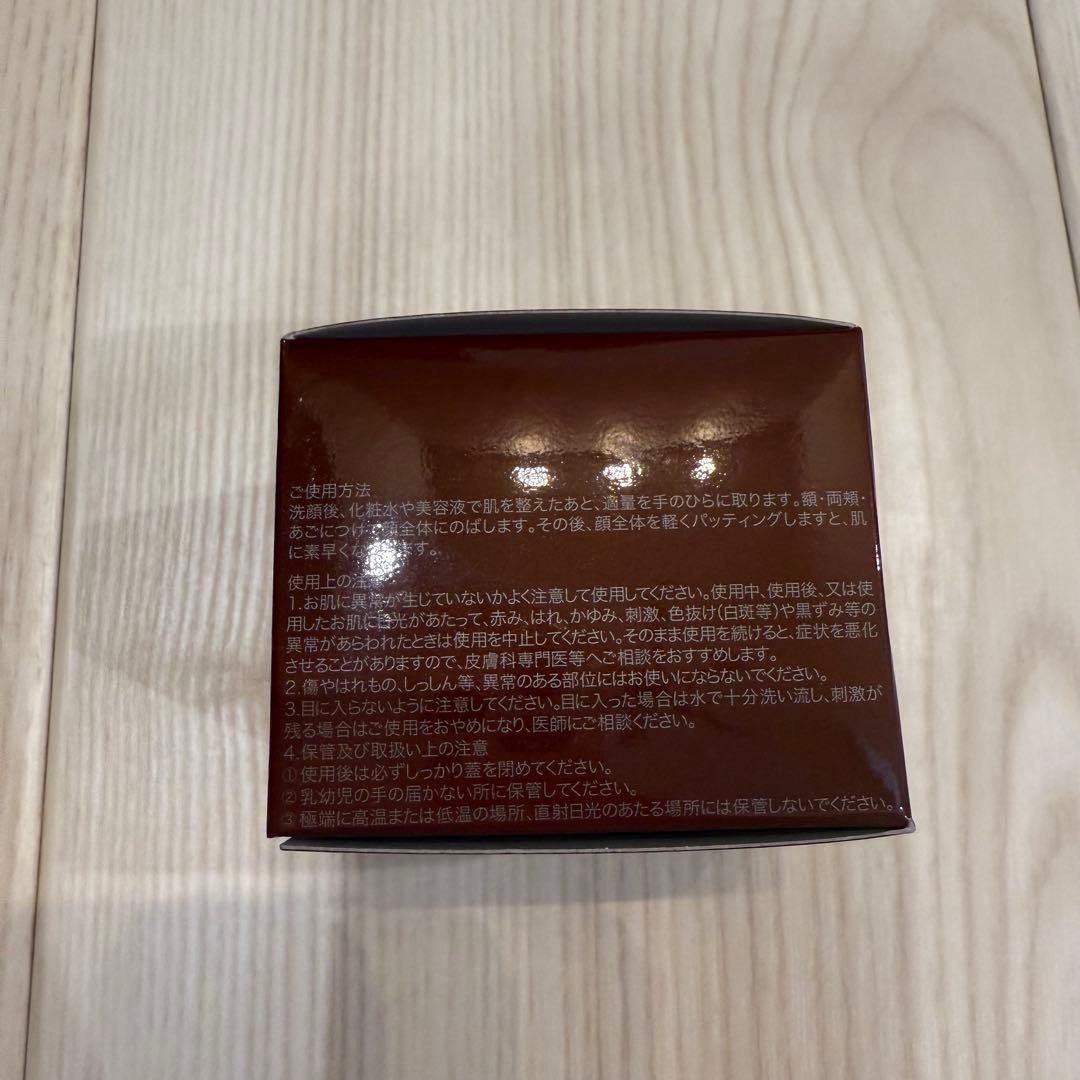 ご使用方法
洗顔後、化粧水や美容液で肌を整えたあと、適量を手のひらに取ります。額・両頬・
あごにつけ、顔全体にのばします。その後、顔全体を軽くパッティングしますと、肌
に素早くな ます。
使用上の注
1.お肌に異常が生じていないかよく注意して使用してください。使用中、使用後、又は使
用したお肌に日光があたって、赤み、はれ、かゆみ、刺激、色抜け(白斑等)や黒ずみ等の
異常があらわれたときは使用を中止してください。そのまま使用を続けると、症状を悪化
させることがありますので、皮膚科専門医等へご相談をおすすめします。
2.傷やはれもの、しっしん等、異常のある部位にはお使いにならないでください。
3.目に入らないように注意してください。目に入った場合は水で十分洗い流し、刺激が
残る場合はご使用をおやめになり、医師にご相談ください。
4.保管及び取扱い上の注意
①使用後は必ずしっかり蓋を閉めてください。
②乳幼児の手の届かない所に保管してください。
③極端に高温または低温の場所、直射日光のあたる場所には保管しないでください。